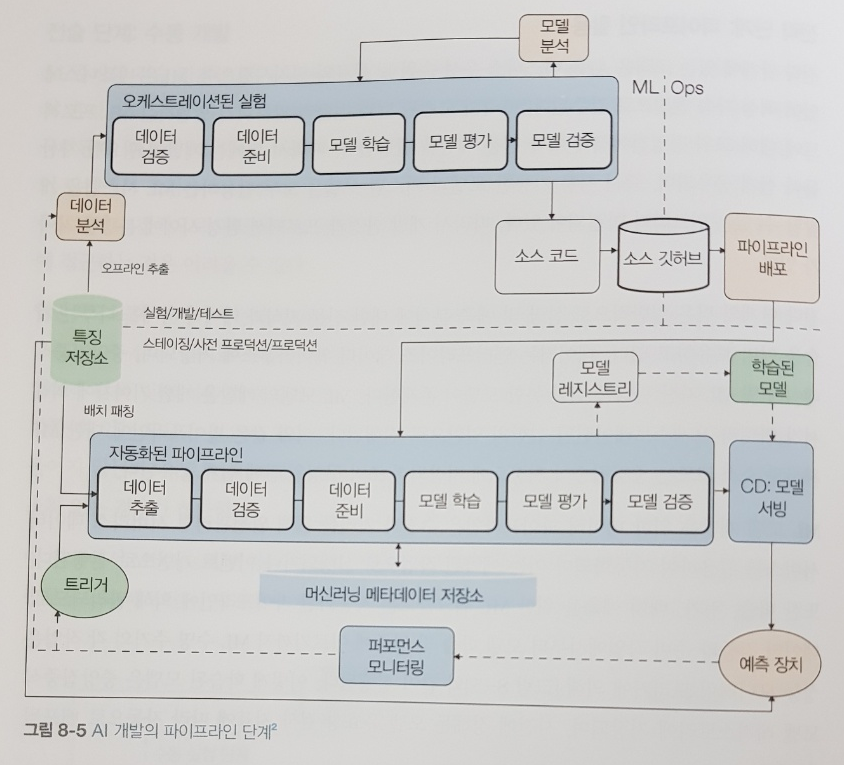 모델
분석
ML Ops
오케스트레이션된 실험
데이터
검증
데이터
준비
모델 학습
모델 평가
모델 검증
데이터
분석
오프라인 추출
소스 코드
소스 깃허브
파이프라인
배포
특징
저장소
실험/개발/테스트
스테이징/사전 프로덕션/프로덕션
모델
레지스트리
학습된
모델
배치 패칭
자동화된 파이프라인
데이터
추출
데이터
검증
데이터
준비
모델 학습
모델 평가
모델 검증
CD: 모델
서빙
트리거
머신러닝 메타데이터 저장소
퍼포먼스
모니터링
예측 장치
그림 8-5 AI 개발의 파이프라인 단계²